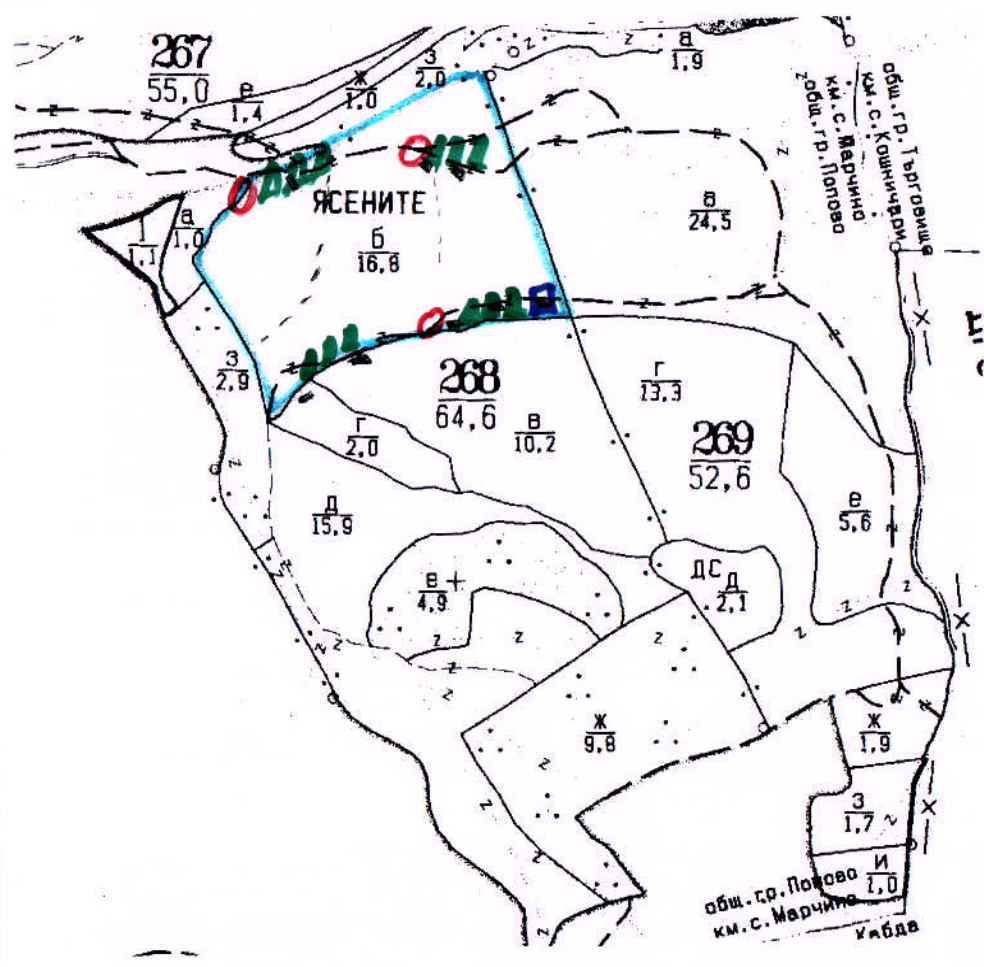 267
55,0
е
1,4
ж
1,0
з
2,0
а
1,9
общ.гр. Търговище
км.с. Кошничари
км.с. Марчино
общ.гр. Попово
1
1,1
а
1,0
ЯСЕНИТЕ
б
16,8
в
24,5
з
2,9
268
64,6
г
2,0
в
10,2
г
13,3
269
52,6
д
15,9
е
5,6
е
4,9
ДС
д
2,1
ж
9,8
ж
1,9
з
1,7
и
1,0
общ.гр. Попово
км.с. Марчино